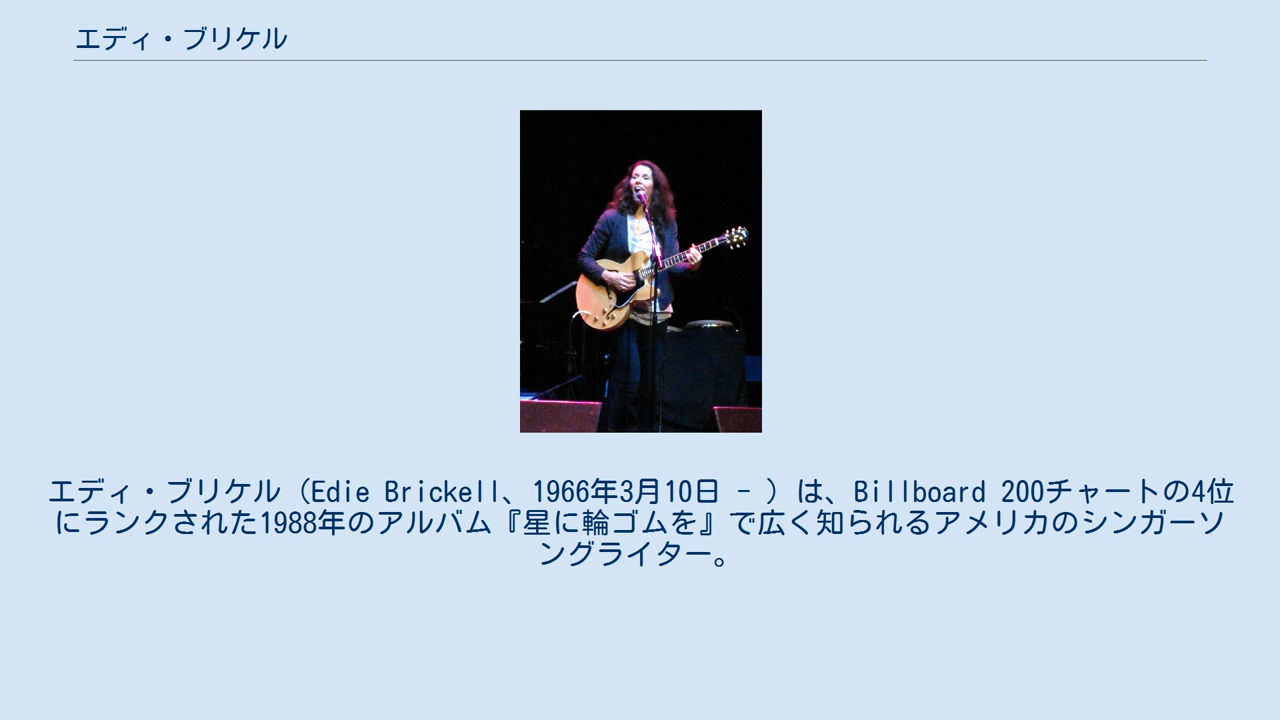 エディ・ブリケル
エディ・ブリケル（Edie Brickell、1966年3月10日 - ）は、Billboard 200チャートの4位
にランクされた1988年のアルバム『星に輪ゴムを』で広く知られるアメリカのシンガーソ
ングライター。